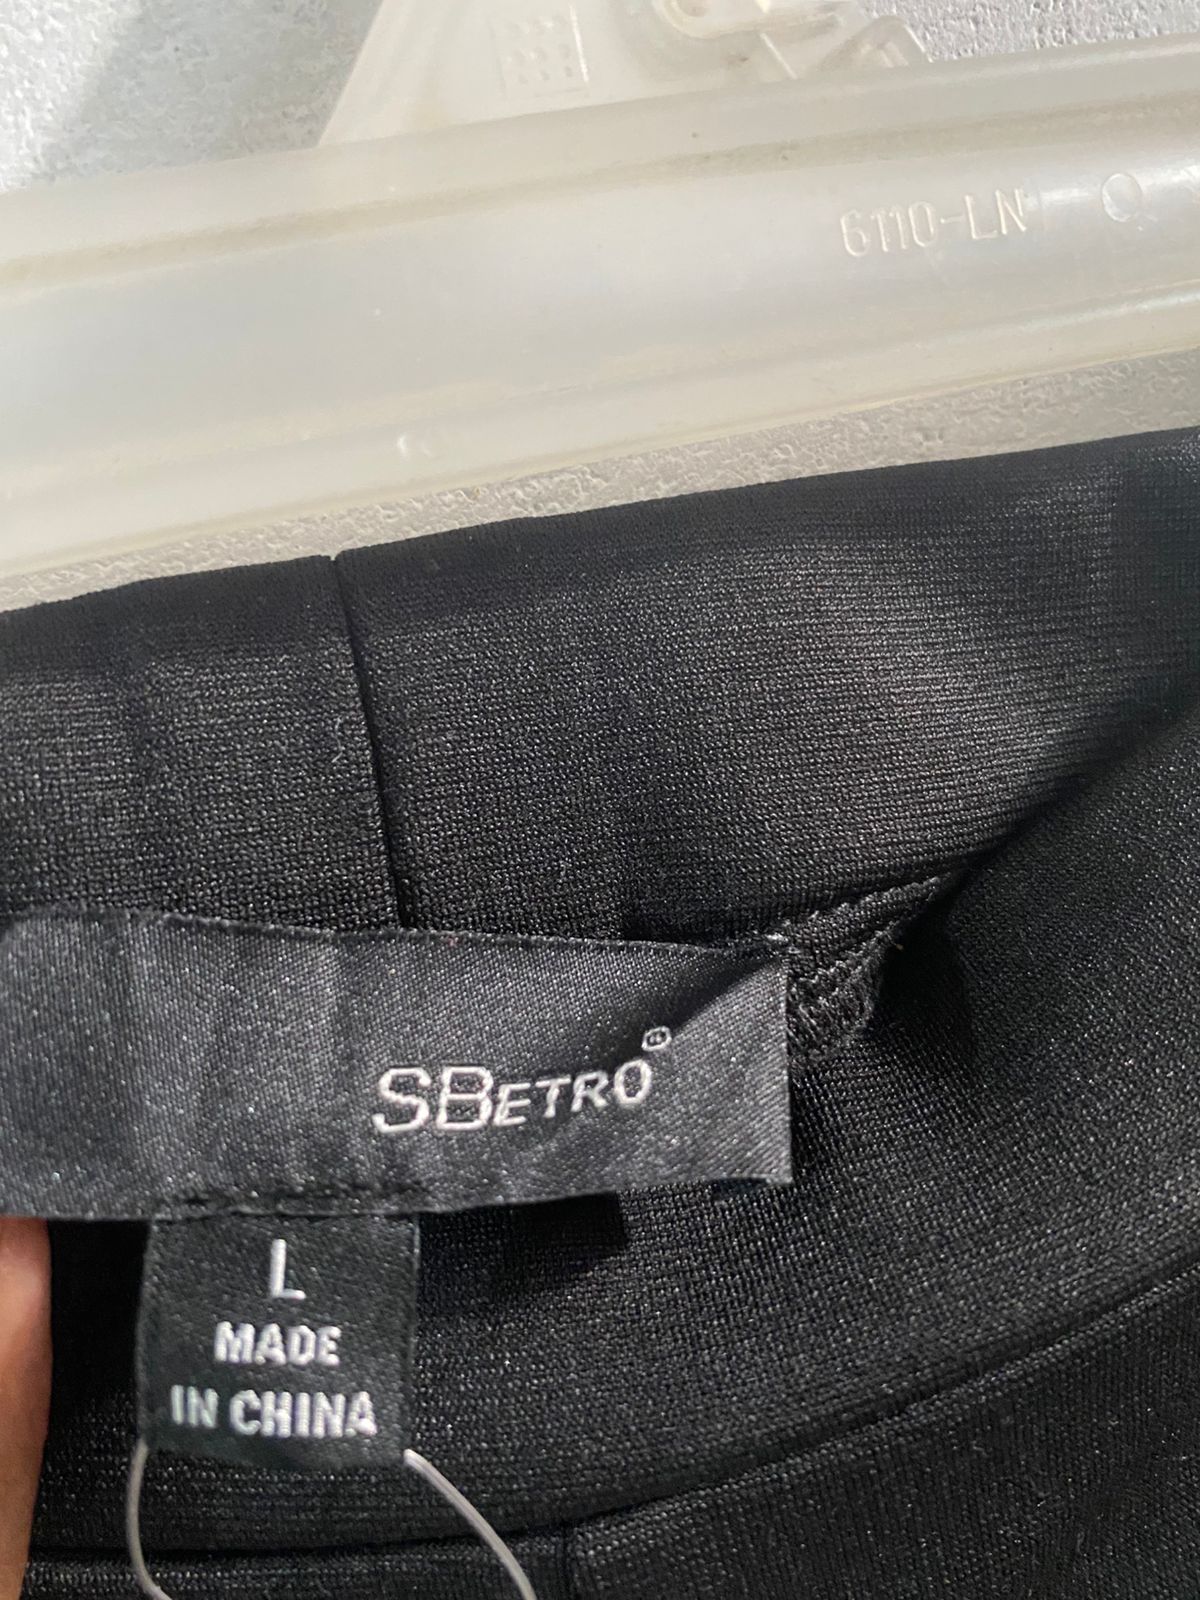 6110-LN Q
SBETRO®
L
MADE
IN CHINA